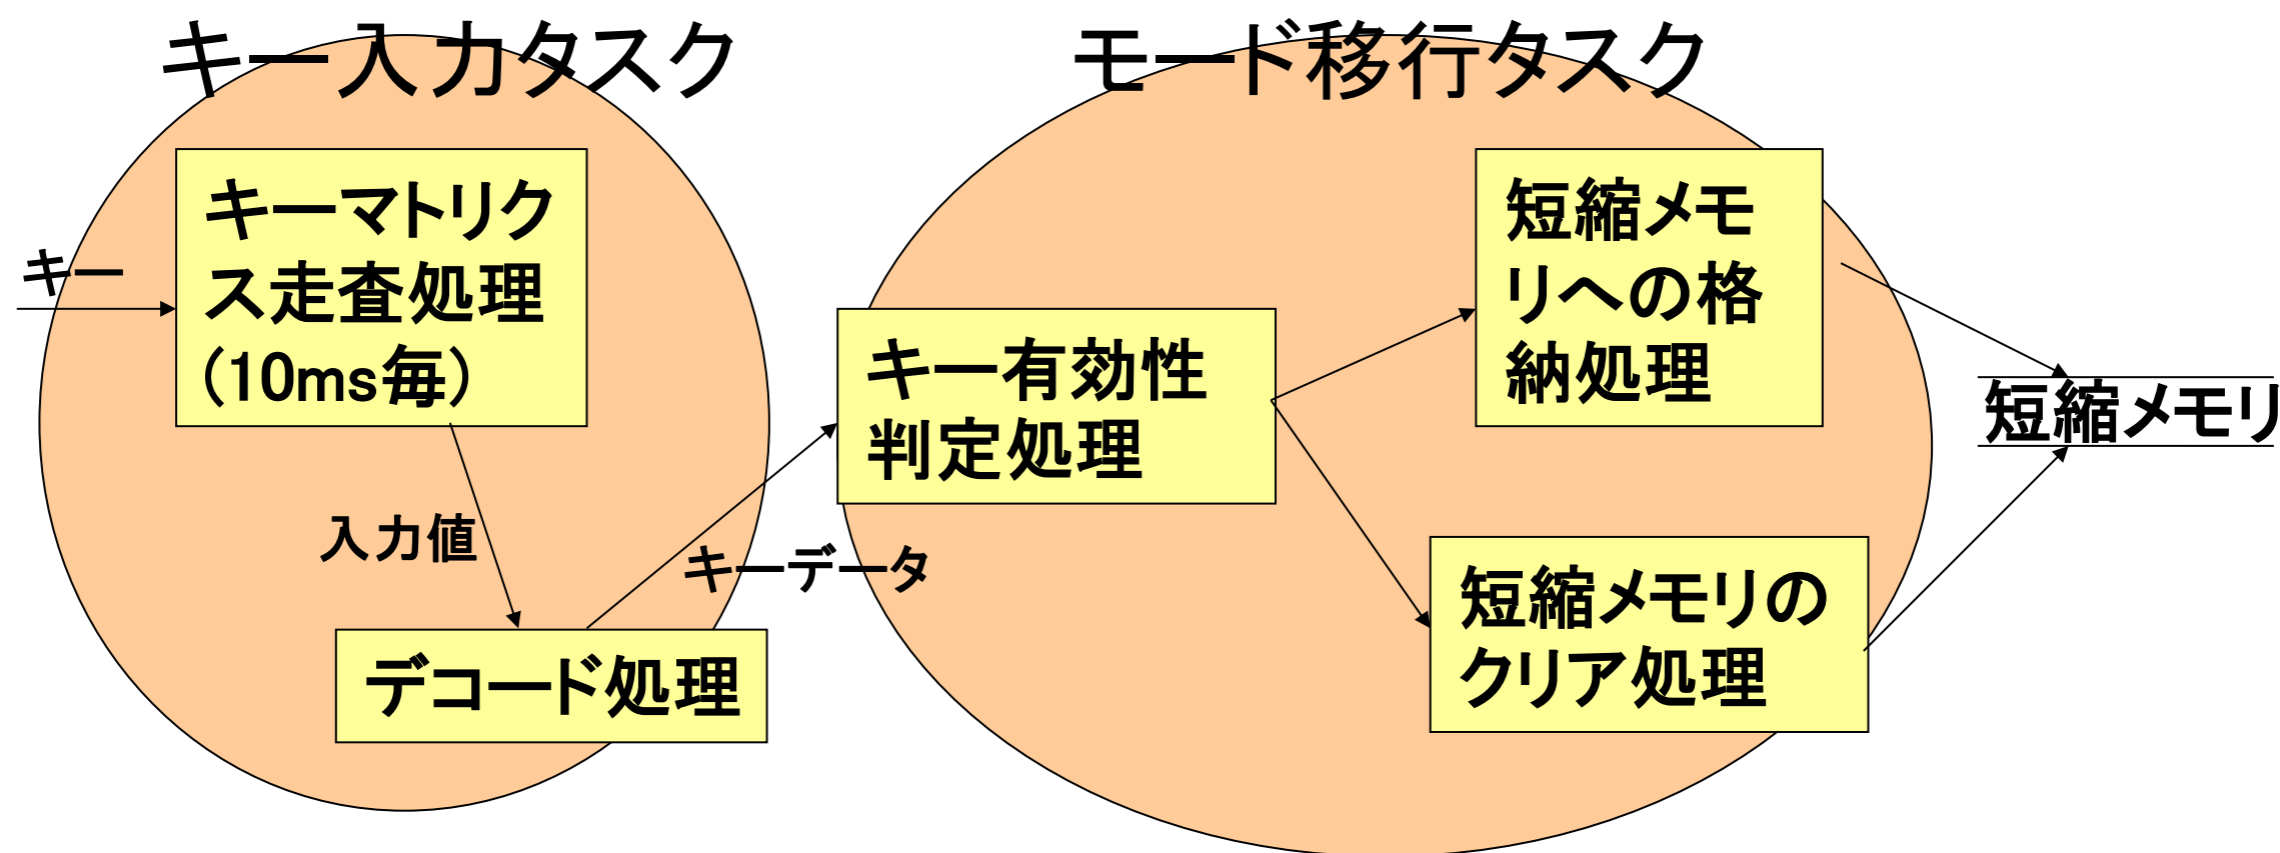 キー入力タスク
モード移行タスク
キー
キーマトリク
ス走査処理
(10ms毎)
入力値
デコード処理
キーデータ
キー有効性
判定処理
短縮メモ
リへの格
納処理
短縮メモリの
クリア処理
短縮メモリ